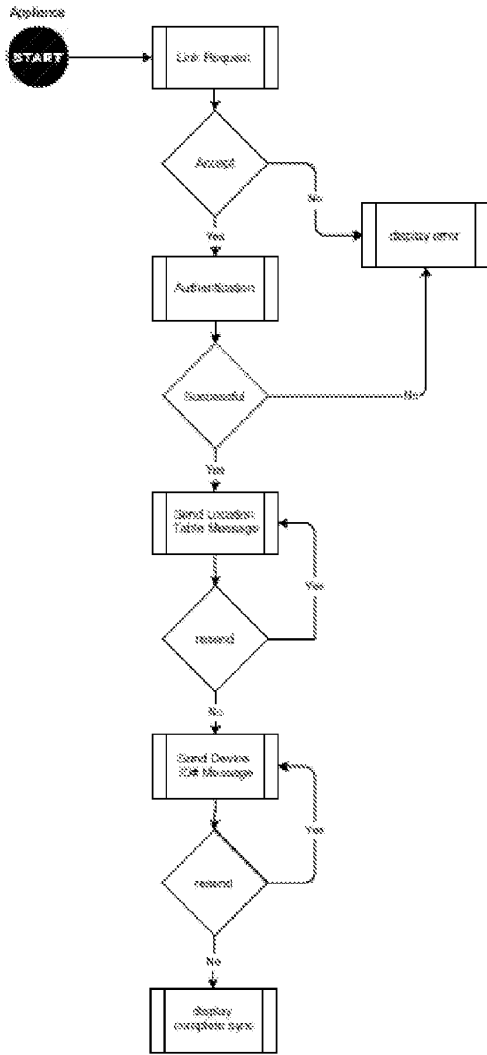 Appliance
START
Link Request
Accept
No
display error
Yes
Authentication
Successful
No
Yes
Send Location
Table Message
Yes
resend
No
Send Device
ID# Message
Yes
resend
No
display
complete sync